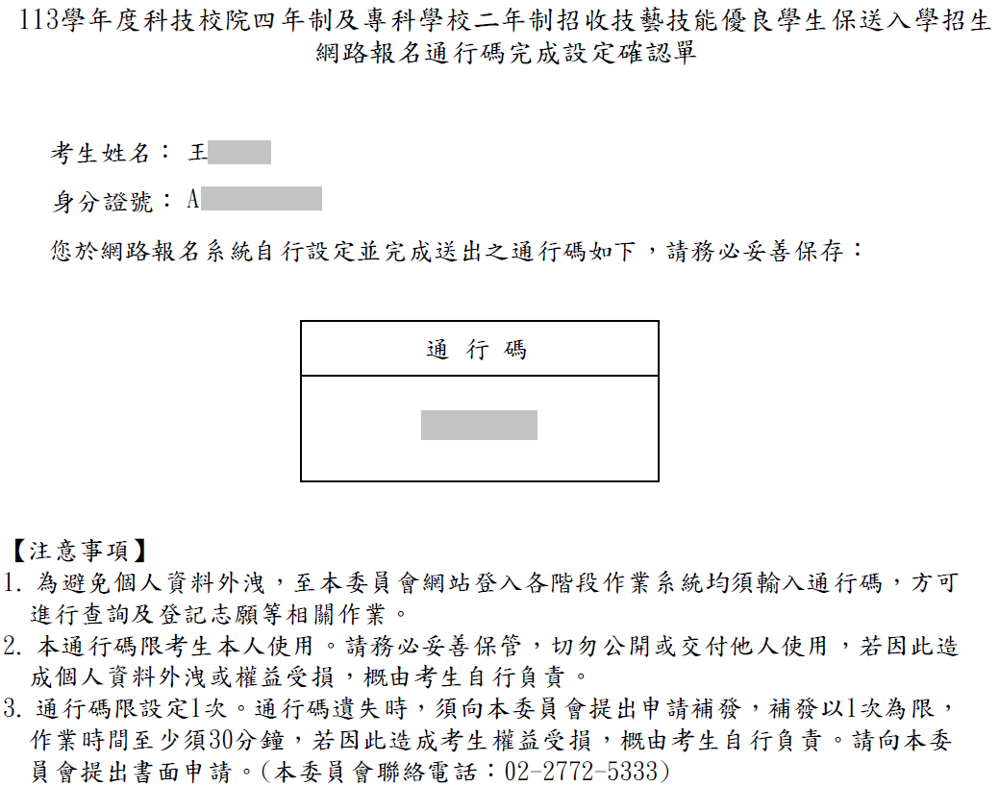 113學年度科技校院四年制及專科學校二年制招收技藝技能優良學生保送入學招生
網路報名通行碼完成設定確認單
考生姓名： 王
身分證號： A
您於網路報名系統自行設定並完成送出之通行碼如下，請務必妥善保存：
通 行 碼
【注意事項】
1. 為避免個人資料外洩，至本委員會網站登入各階段作業系統均須輸入通行碼，方可
進行查詢及登記志願等相關作業。
2. 本通行碼限考生本人使用。請務必妥善保管，切勿公開或交付他人使用，若因此造
成個人資料外洩或權益受損，概由考生自行負責。
3. 通行碼限設定1次。通行碼遺失時，須向本委員會提出申請補發，補發以1次為限，
作業時間至少須30分鐘，若因此造成考生權益受損，概由考生自行負責。請向本委
員會提出書面申請。(本委員會聯絡電話：02-2772-5333)